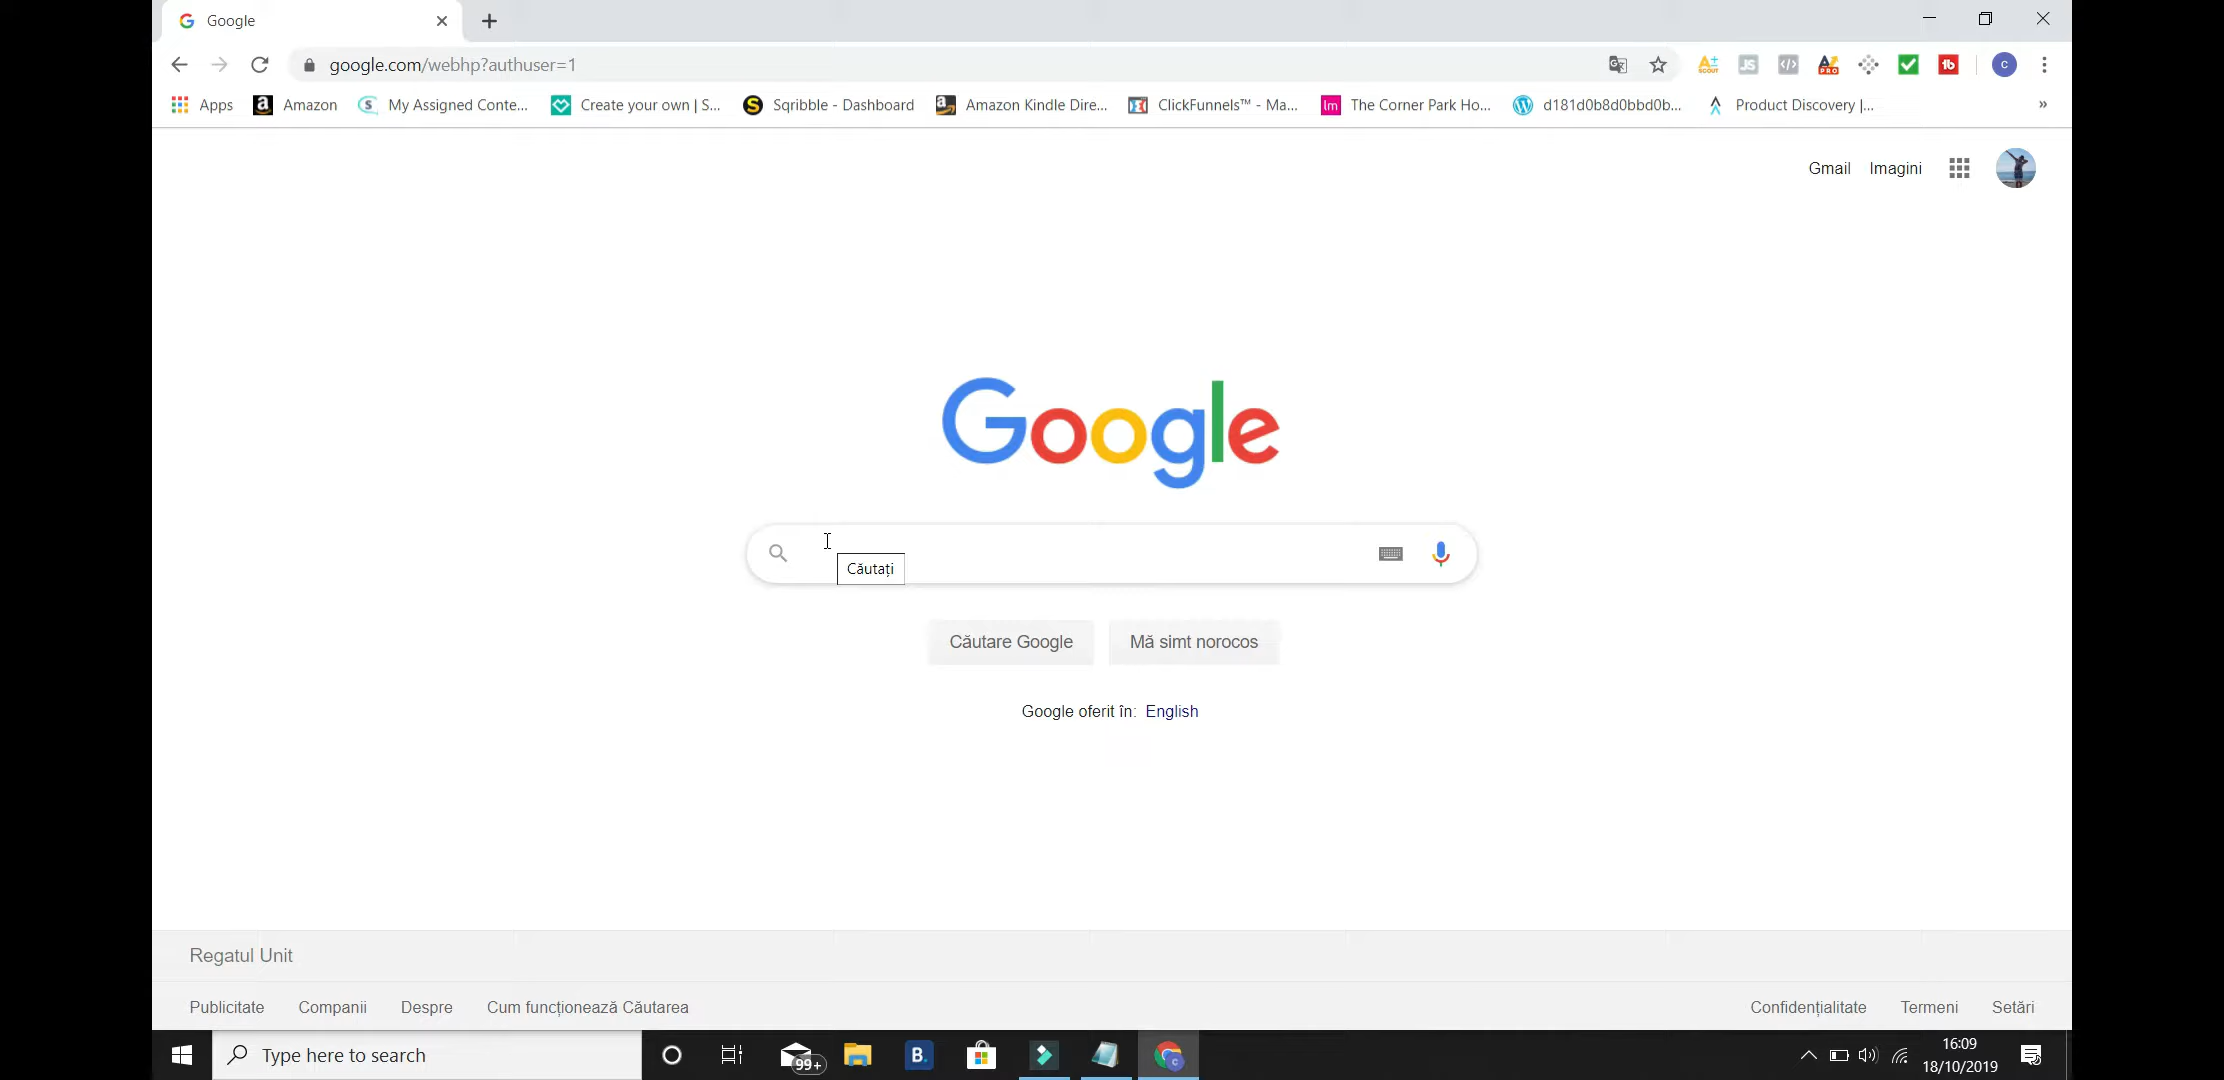 Google
google.com/webhp?authuser=1
Apps Amazon My Assigned Conte... Create your own | S... Sqribble - Dashboard Amazon Kindle Dire... ClickFunnels™ - Ma... The Corner Park Ho... d181d0b8d0bbd0b... Product Discovery |... »
Gmail Imagini
Google
Căutați
Căutare Google Mă simt norocos
Google oferit în: English
Regatul Unit
Publicitate Companii Despre Cum funcționează Căutarea Confidențialitate Termeni Setări
Type here to search 99+ B. 16:09
18/10/2019